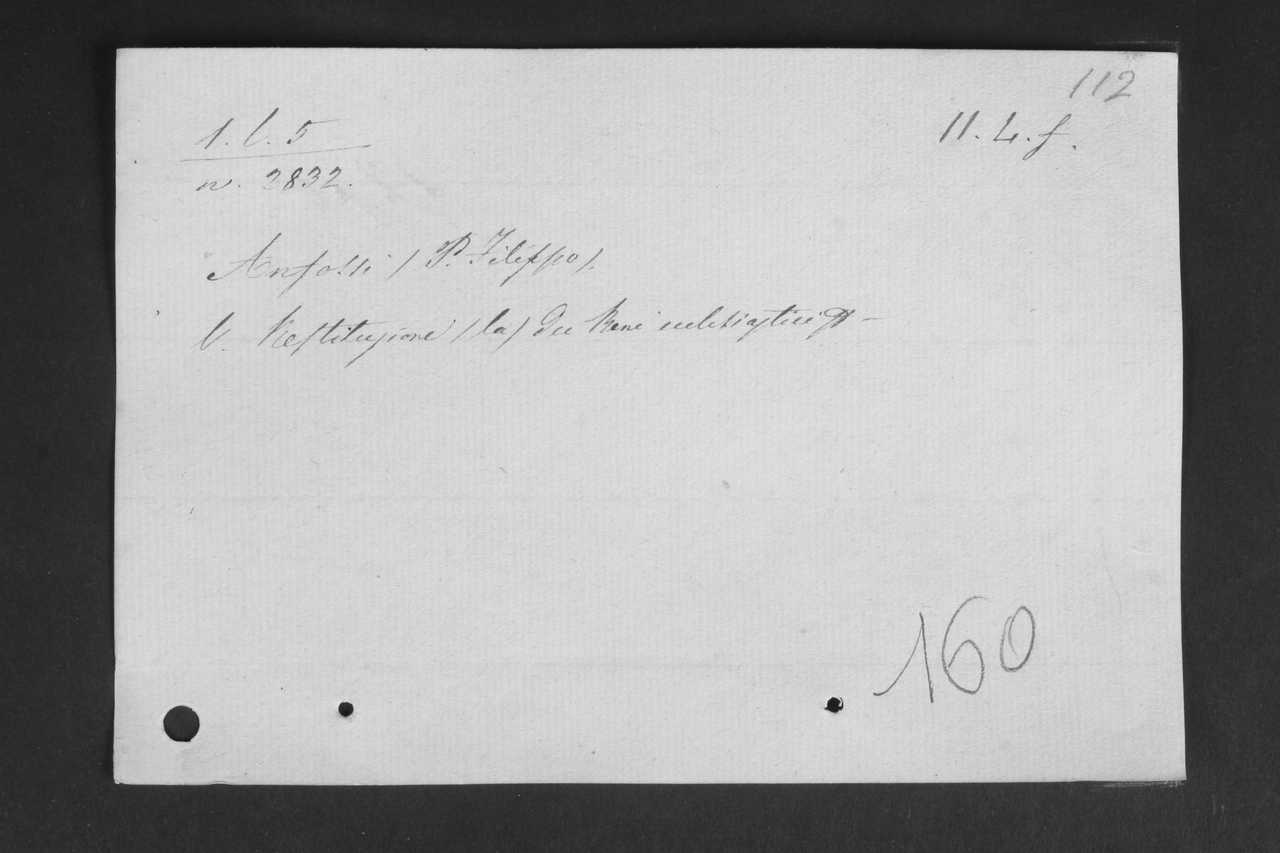 112
1. l. 5
11. 4. f.
n. 2832.
Anfossi / P. Filippo /.
V. Restituzione / la / dei Beni ecclesiastici &c -
160